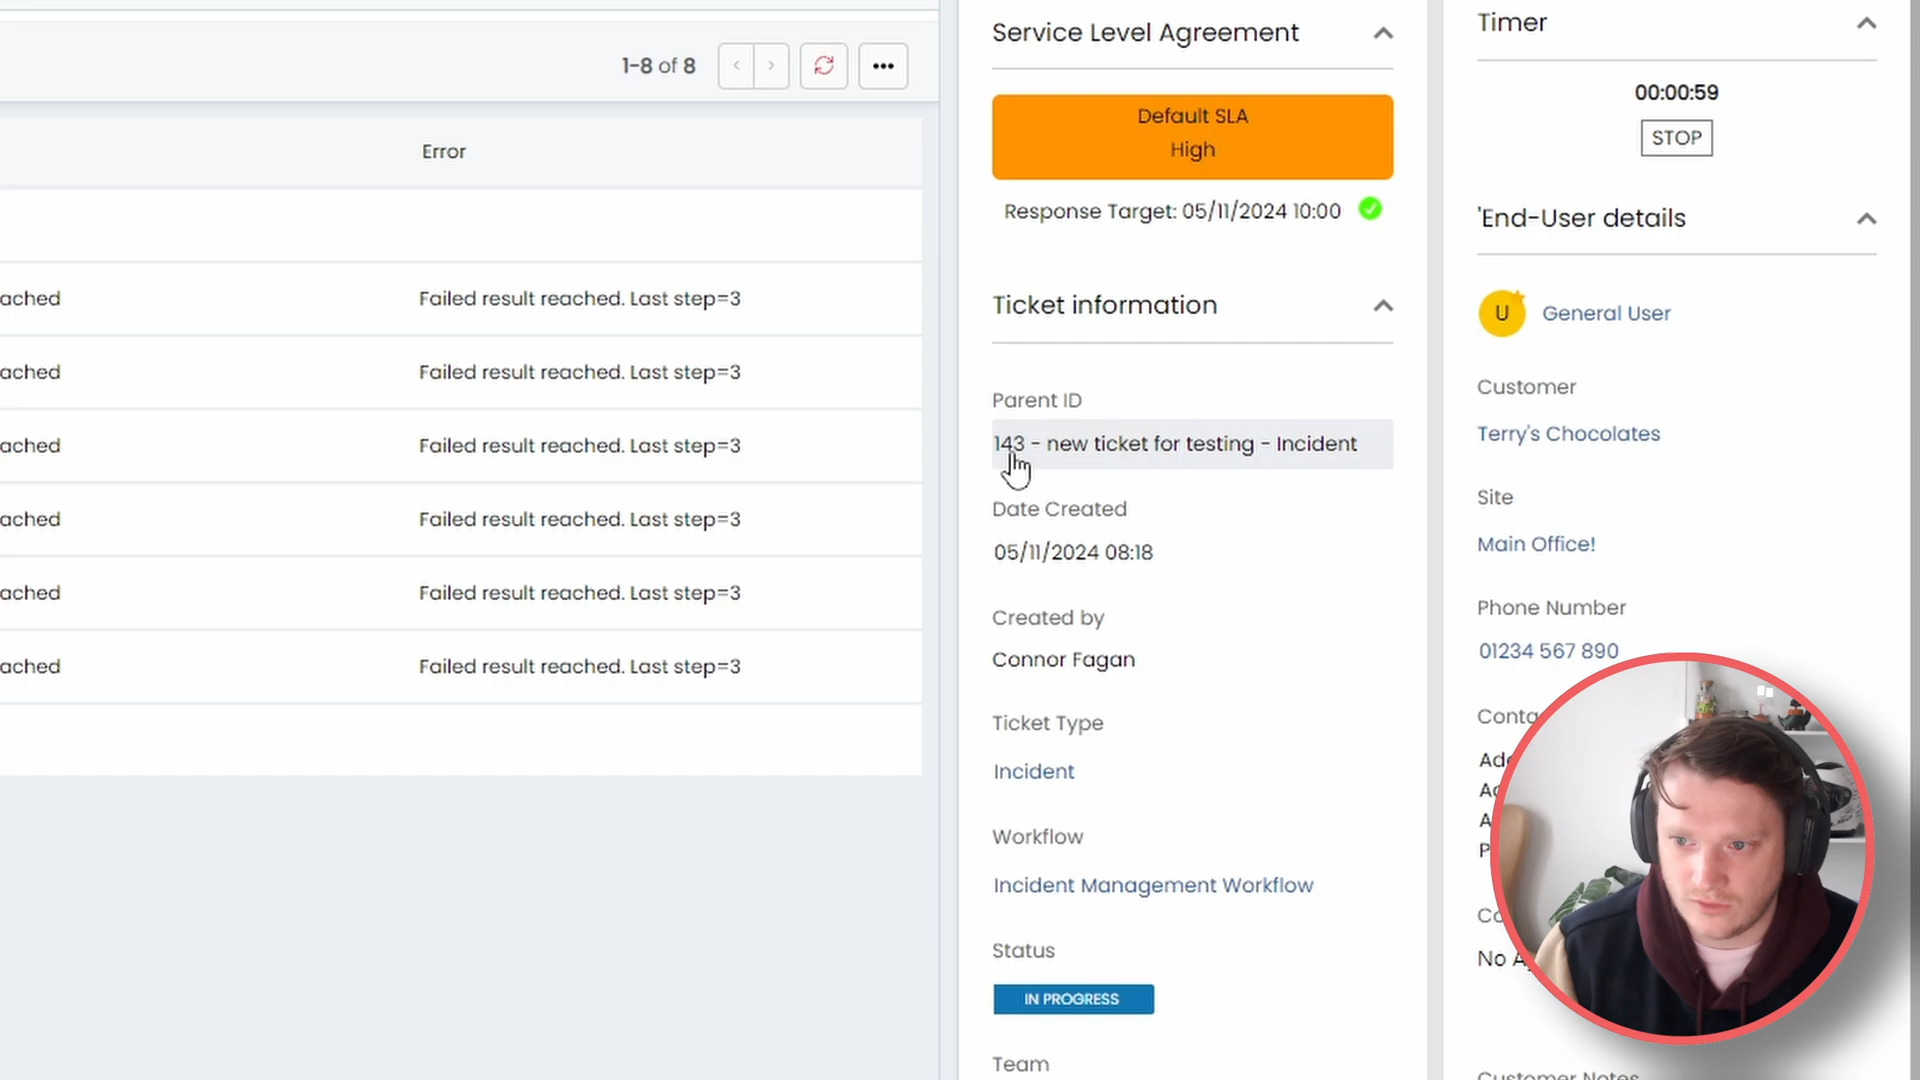 1-8 of 8
Error
ached
Failed result reached. Last step=3
ached
Failed result reached. Last step=3
ached
Failed result reached. Last step=3
ached
Failed result reached. Last step=3
ached
Failed result reached. Last step=3
ached
Failed result reached. Last step=3
Service Level Agreement
Default SLA
High
Response Target: 05/11/2024 10:00
Ticket information
Parent ID
143 - new ticket for testing - Incident
Date Created
05/11/2024 08:18
Created by
Connor Fagan
Ticket Type
Incident
Workflow
Incident Management Workflow
Status
IN PROGRESS
Team
Timer
00:00:59
STOP
'End-User details
U
General User
Customer
Terry's Chocolates
Site
Main Office!
Phone Number
01234 567 890
Conta
Ad
A
A
P
Co
No A
Customer Notes